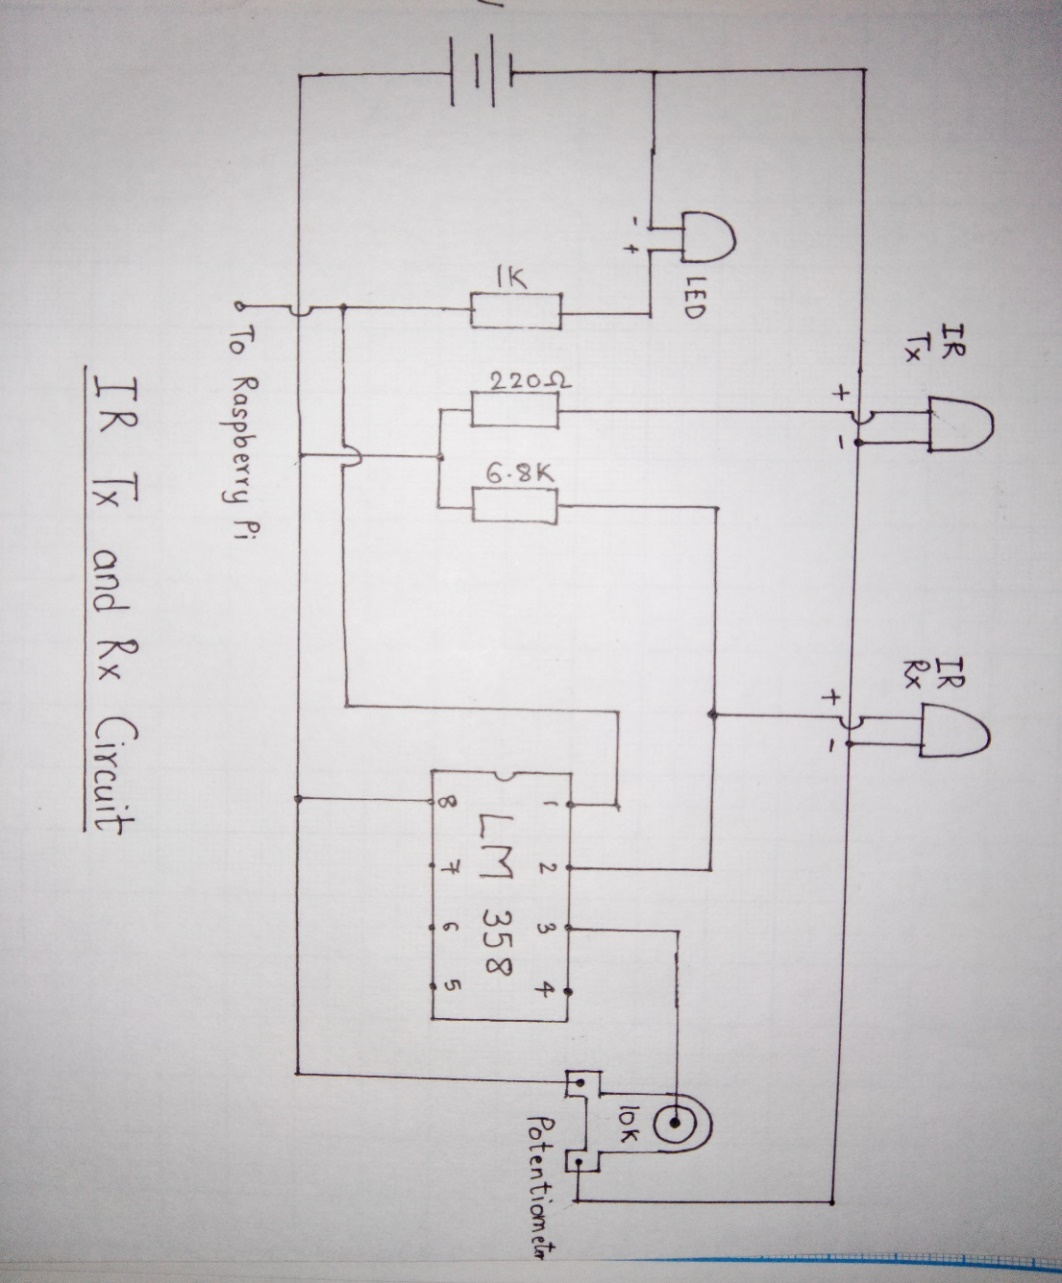 IR
Tx
+
-
IR
Rx
+
-
LED
-
+
1K
220Ω
6.8K
To Raspberry Pi
1 2 3 4
LM 358
8 7 6 5
10K
Potentiometer
IR Tx and Rx Circuit